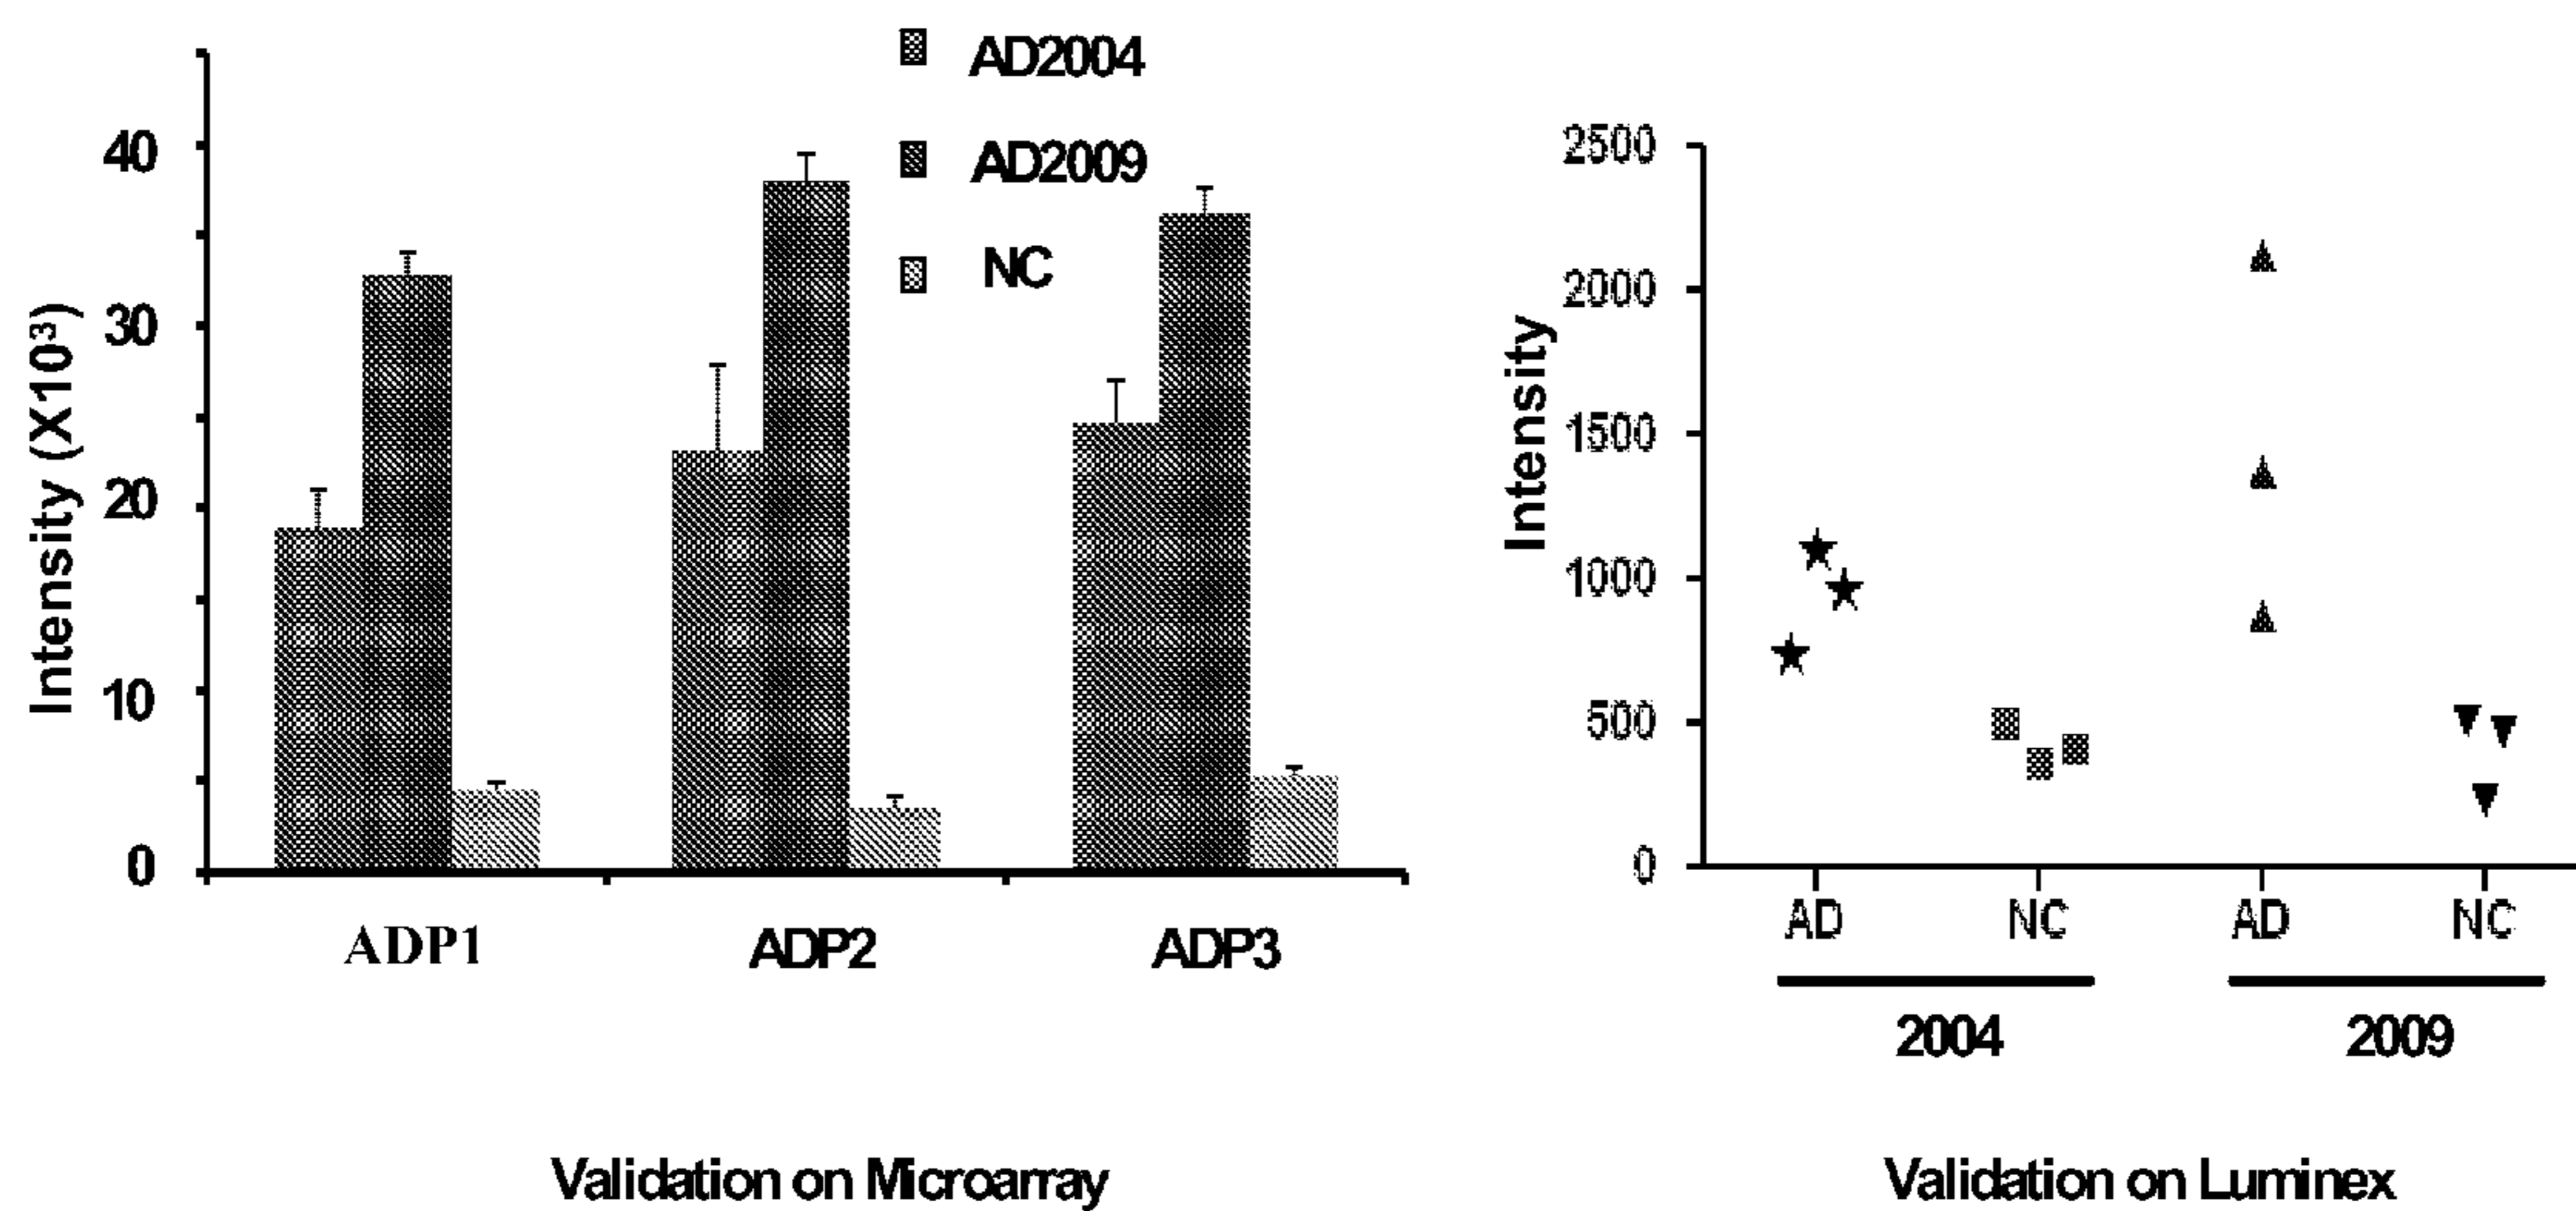 AD2004
AD2009
NC
Intensity (X10³)
40
30
20
10
0
ADP1 ADP2 ADP3
Validation on Microarray
Intensity
2500
2000
1500
1000
500
0
AD NC AD NC
2004 2009
Validation on Luminex